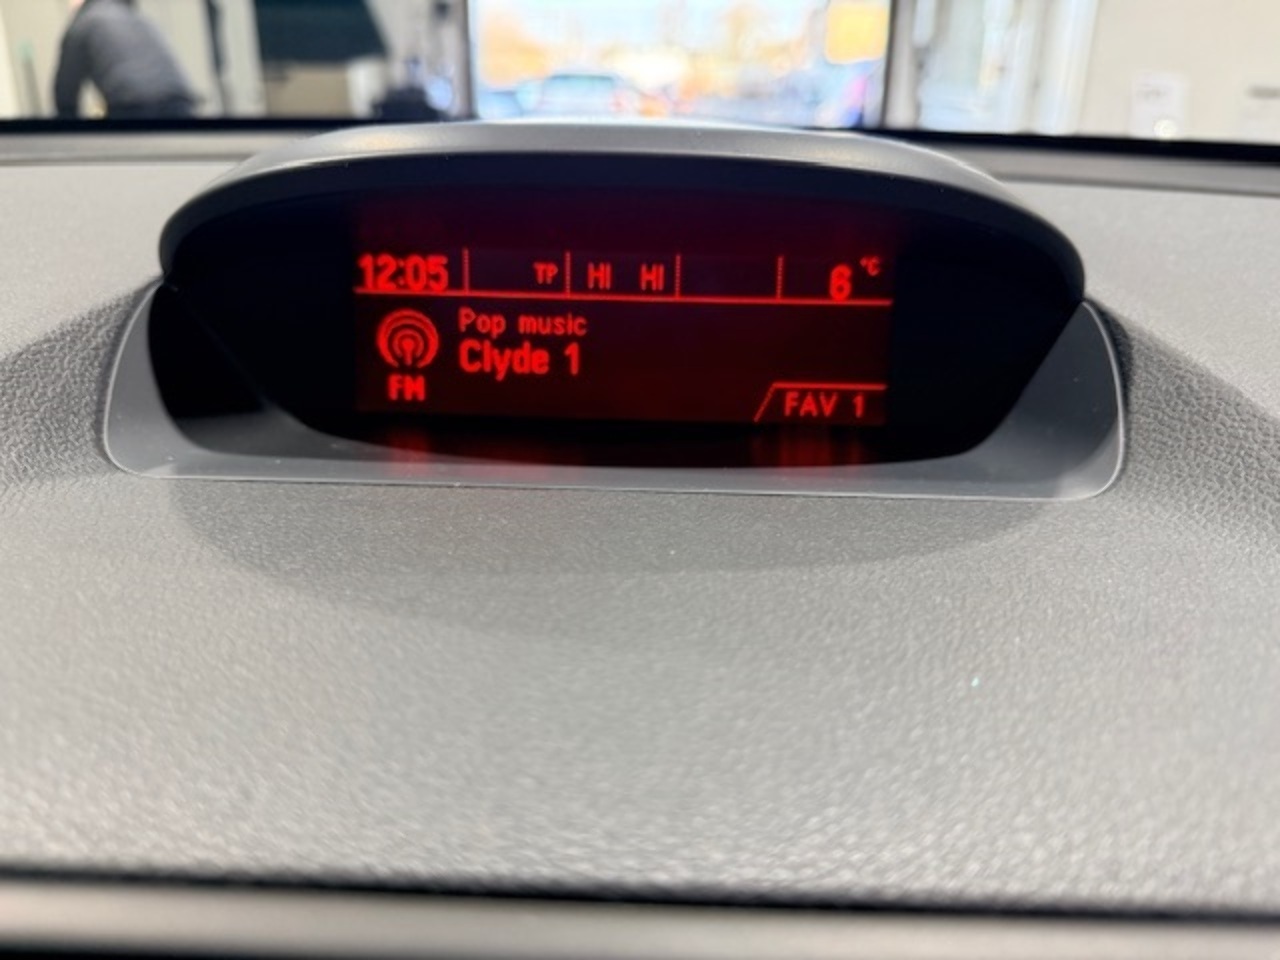 12:05 TP HI HI 6 °C
Pop music
Clyde 1
FM
FAV 1